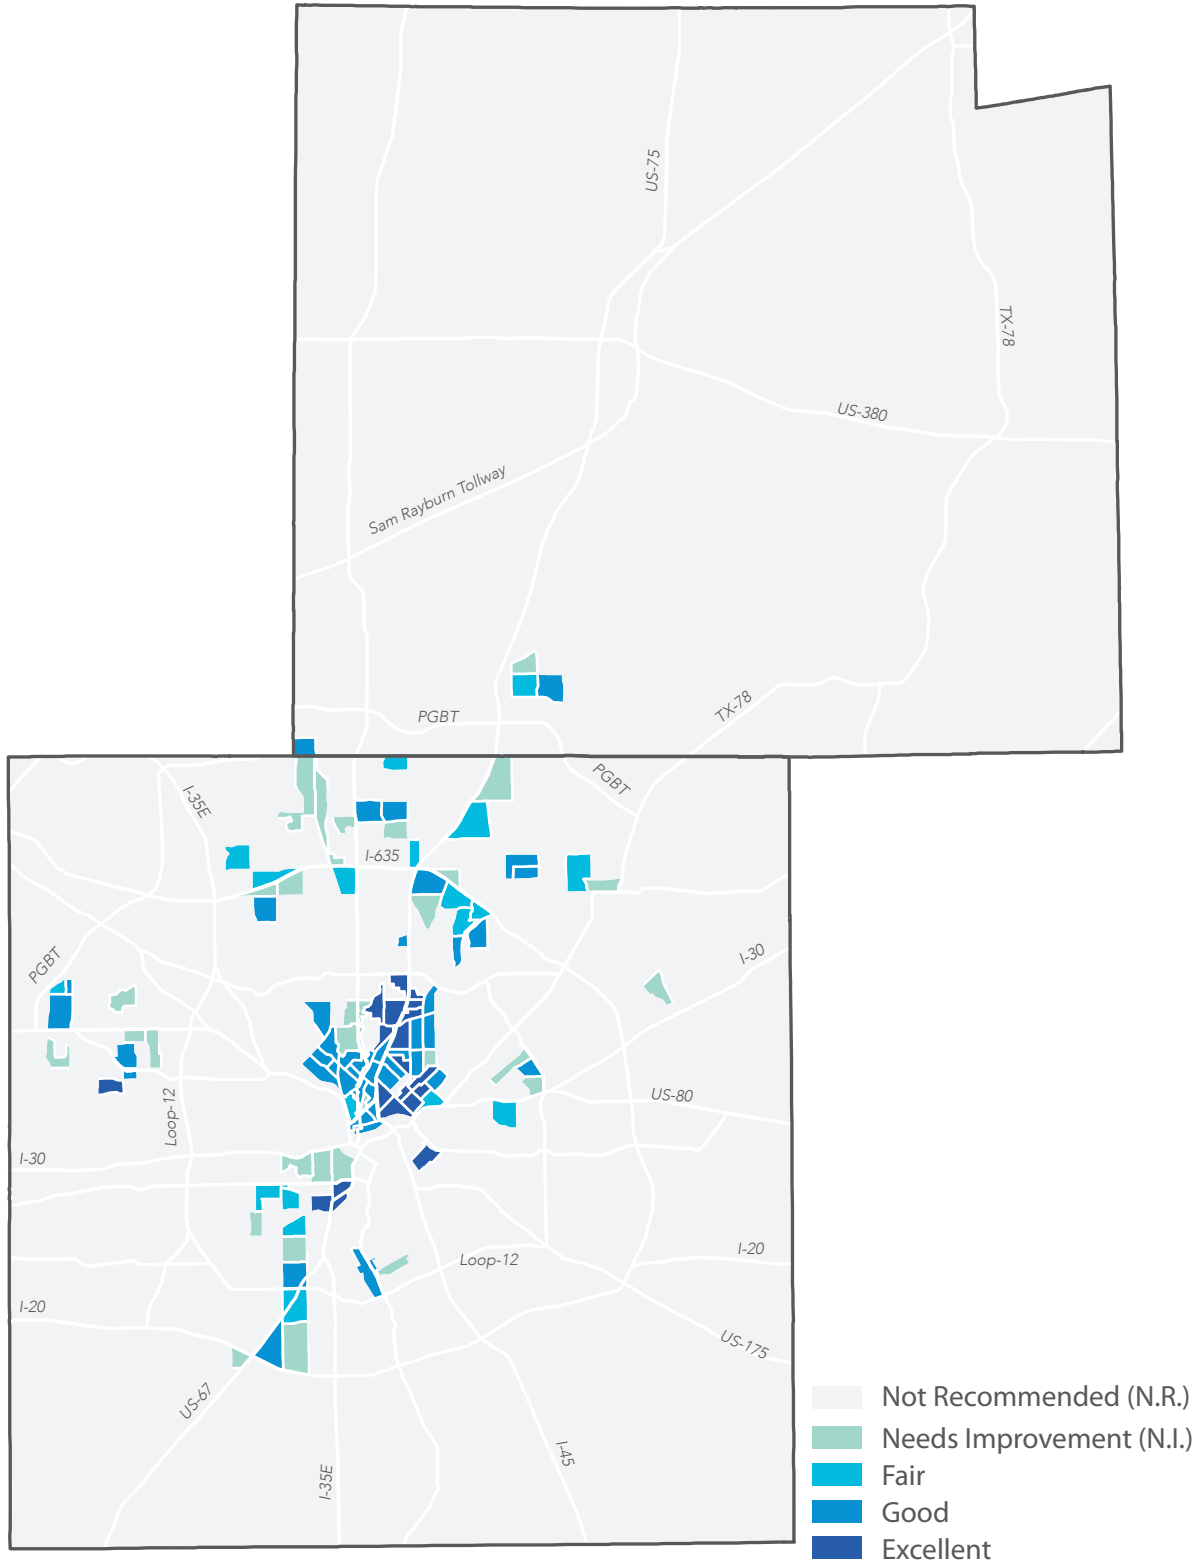 US-75
TX-78
US-380
Sam Rayburn Tollway
TX-78
PGBT
PGBT
I-35E
I-635
PGBT
I-30
US-80
Loop-12
I-30
I-20
Loop-12
I-20
US-175
US-67
I-45
I-35E
Not Recommended (N.R.)
Needs Improvement (N.I.)
Fair
Good
Excellent